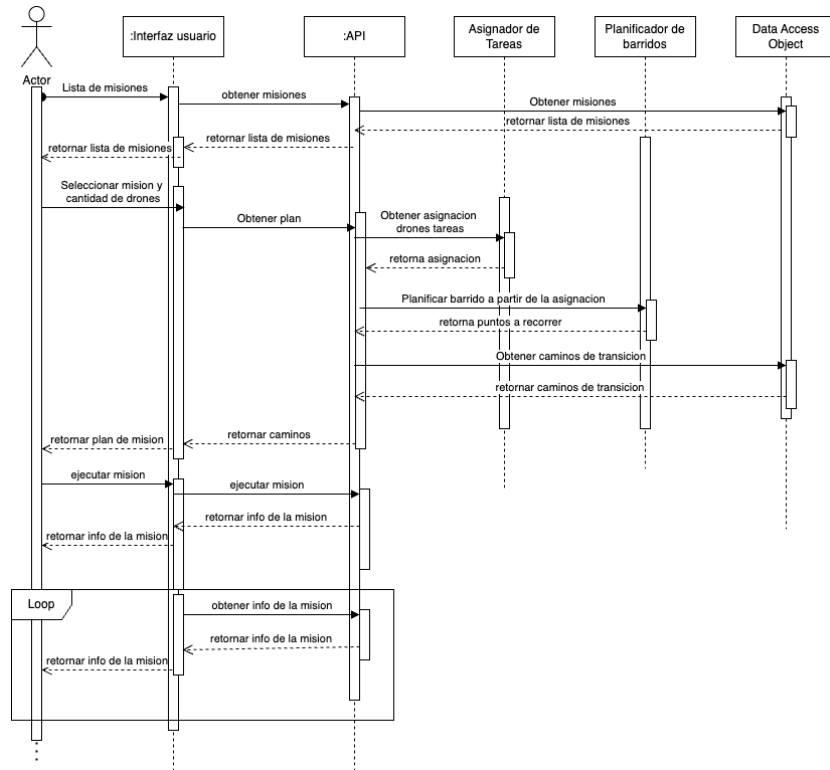 Actor
:Interfaz usuario
:API
Asignador de
Tareas
Planificador de
barridos
Data Access
Object
Lista de misiones
obtener misiones
Obtener misiones
retornar lista de misiones
retornar lista de misiones
retornar lista de misiones
Seleccionar mision y
cantidad de drones
Obtener plan
Obtener asignacion
drones tareas
retorna asignacion
Planificar barrido a partir de la asignacion
retorna puntos a recorrer
Obtener caminos de transicion
retornar caminos de transicion
retornar caminos
retornar plan de mision
ejecutar mision
ejecutar mision
retornar info de la mision
retornar info de la mision
Loop
obtener info de la mision
retornar info de la mision
retornar info de la mision